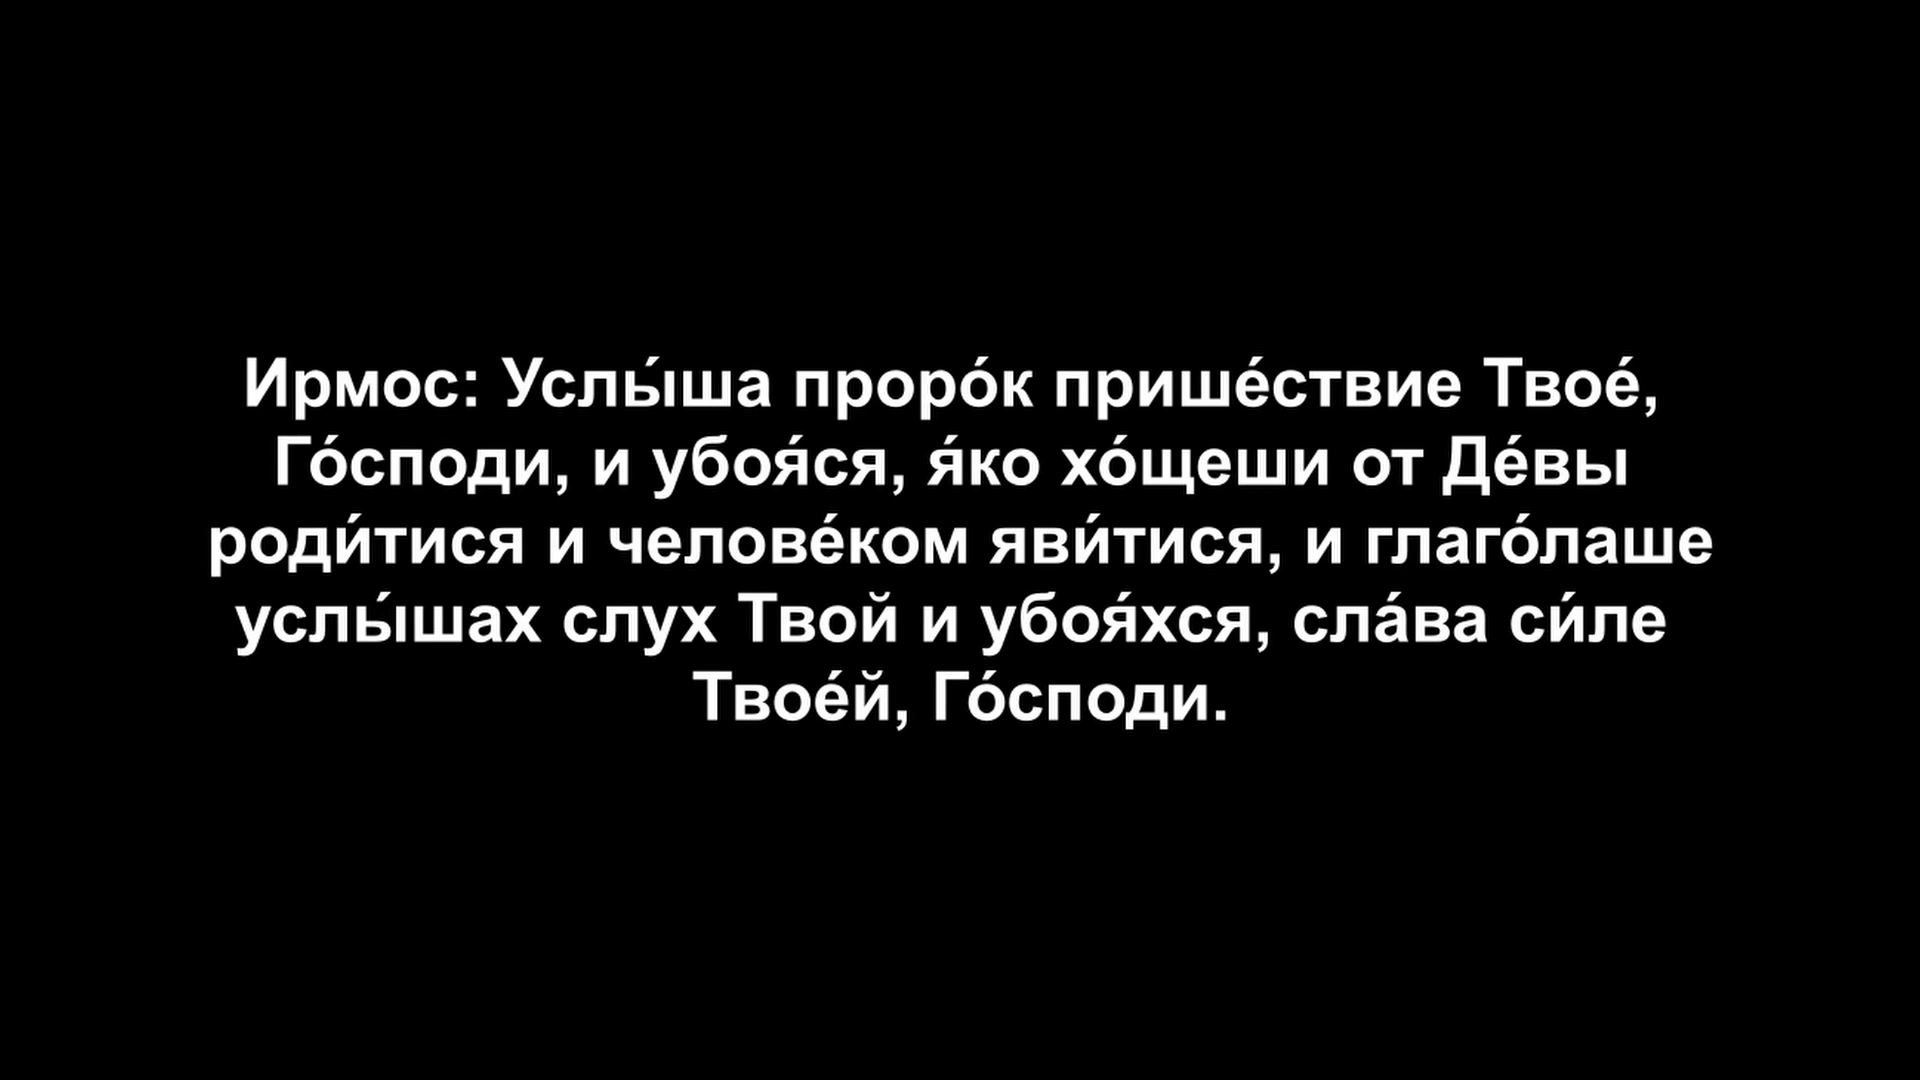 Ирмос: Услы́ша проро́к прише́ствие Твое́,
Го́споди, и убоя́ся, я́ко хо́щеши от Де́вы
роди́тися и челове́ком яви́тися, и глаго́лаше
услы́шах слух Твой и убоя́хся, сла́ва си́ле
Твое́й, Го́споди.